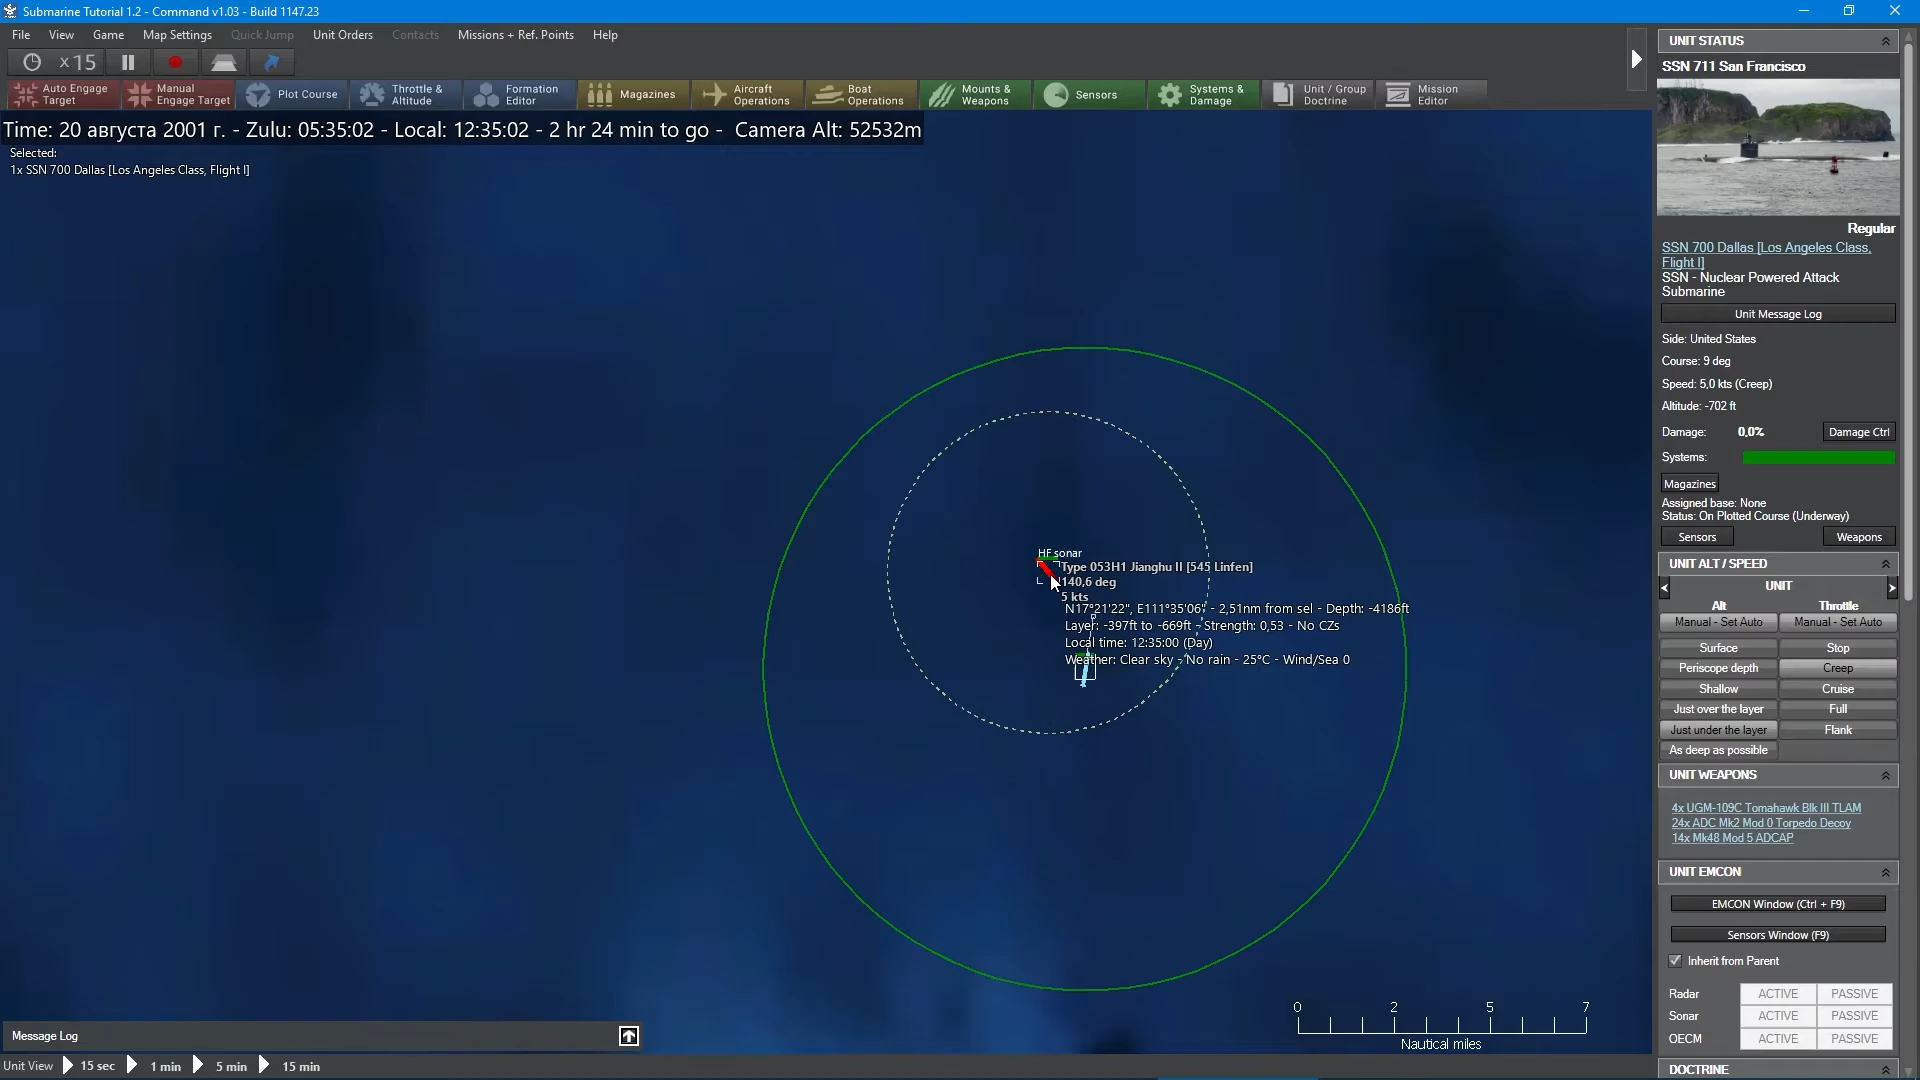 Submarine Tutorial 1.2 - Command v1.03 - Build 1147.23
File View Game Map Settings Quick Jump Unit Orders Contacts Missions + Ref. Points Help
x 15
Auto Engage Target
Manual Engage Target
Plot Course
Throttle & Altitude
Formation Editor
Magazines
Aircraft Operations
Boat Operations
Mounts & Weapons
Sensors
Systems & Damage
Unit / Group Doctrine
Mission Editor
Time: 20 августа 2001 г. - Zulu: 05:35:02 - Local: 12:35:02 - 2 hr 24 min to go - Camera Alt: 52532m
Selected:
1x SSN 700 Dallas [Los Angeles Class, Flight I]
HF sonar
Type 053H1 Jianghu II [545 Linfen]
140,6 deg
5 kts
N17°21'22", E111°35'06" - 2,51nm from sel - Depth: -4186ft
Layer: -397ft to -669ft - Strength: 0,53 - No CZs
Local time: 12:35:00 (Day)
Weather: Clear sky - No rain - 25°C - Wind/Sea 0
0 2 5 7
Nautical miles
Message Log
Unit View 15 sec 1 min 5 min 15 min
UNIT STATUS
SSN 711 San Francisco
Regular
SSN 700 Dallas [Los Angeles Class,
Flight I]
SSN - Nuclear Powered Attack
Submarine
Unit Message Log
Side: United States
Course: 9 deg
Speed: 5,0 kts (Creep)
Altitude: -702 ft
Damage: 0,0% Damage Ctrl
Systems:
Magazines
Assigned base: None
Status: On Plotted Course (Underway)
Sensors Weapons
UNIT ALT / SPEED
UNIT
Alt Throttle
Manual - Set Auto Manual - Set Auto
Surface Stop
Periscope depth Creep
Shallow Cruise
Just over the layer Full
Just under the layer Flank
As deep as possible
UNIT WEAPONS
4x UGM-109C Tomahawk Blk III TLAM
24x ADC Mk2 Mod 0 Torpedo Decoy
14x Mk48 Mod 5 ADCAP
UNIT EMCON
EMCON Window (Ctrl + F9)
Sensors Window (F9)
Inherit from Parent
Radar ACTIVE PASSIVE
Sonar ACTIVE PASSIVE
OECM ACTIVE PASSIVE
DOCTRINE